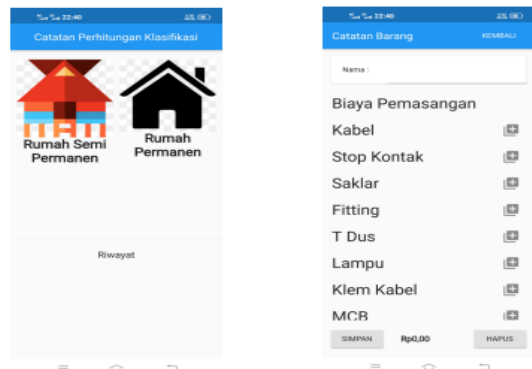 22:40
Catatan Perhitungan Klasifikasi
Rumah Semi
Permanen
Rumah
Permanen
Riwayat
22:40
Catatan Barang
KEMBALI
Nama :
Biaya Pemasangan
Kabel
Stop Kontak
Saklar
Fitting
T Dus
Lampu
Klem Kabel
MCB
SIMPAN Rp0,00 HAPUS